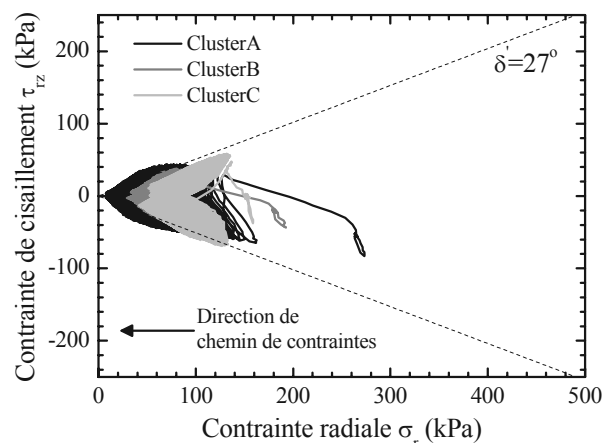 200
100
0
-100
-200
Contrainte de cisaillement τrz (kPa)
ClusterA
ClusterB
ClusterC
δ'=27°
Direction de
chemin de contraintes
0 100 200 300 400 500
Contrainte radiale σr (kPa)